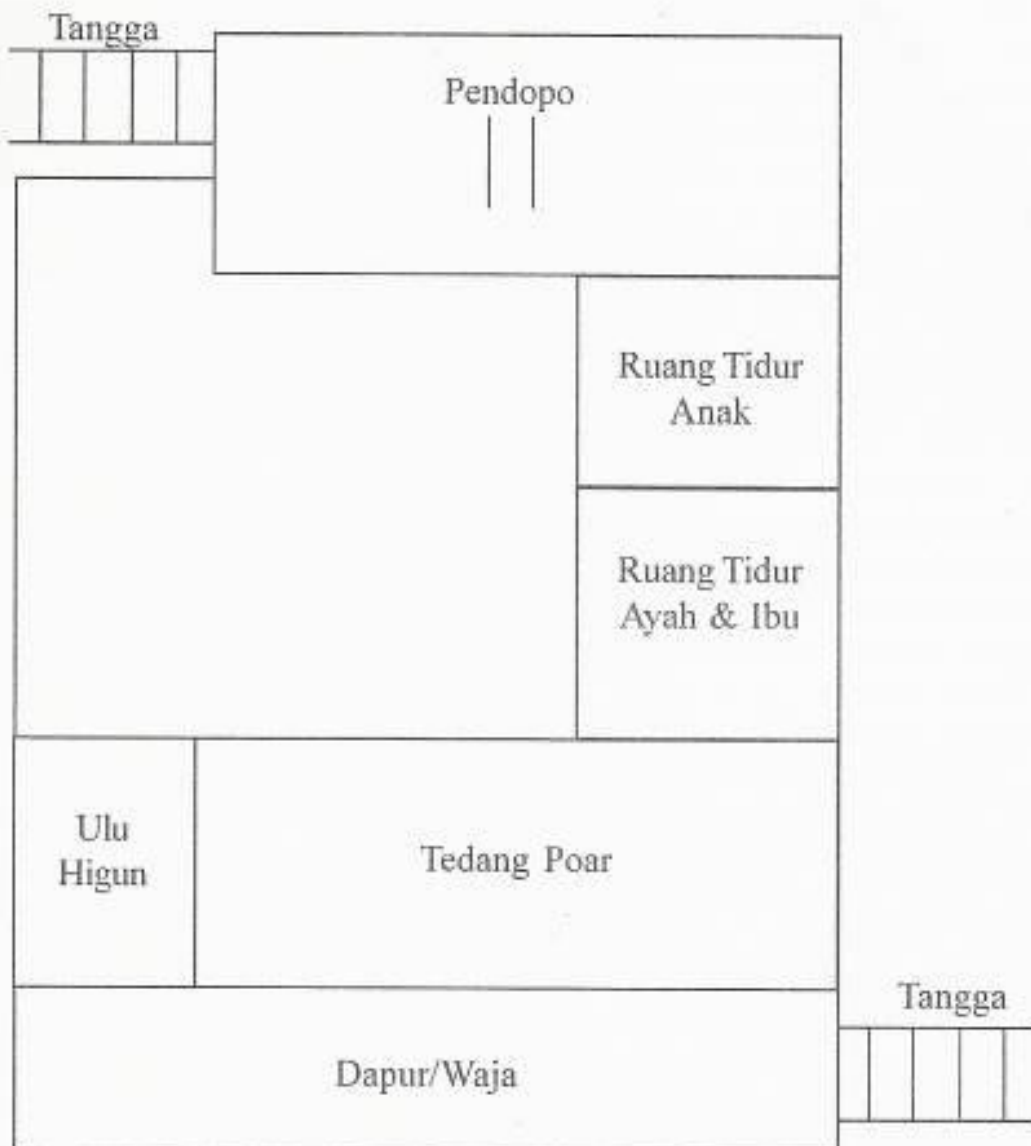 Tangga
Pendopo
Ruang Tidur
Anak
Ruang Tidur
Ayah & Ibu
Ulu
Higun
Tedang Poar
Tangga
Dapur/Waja